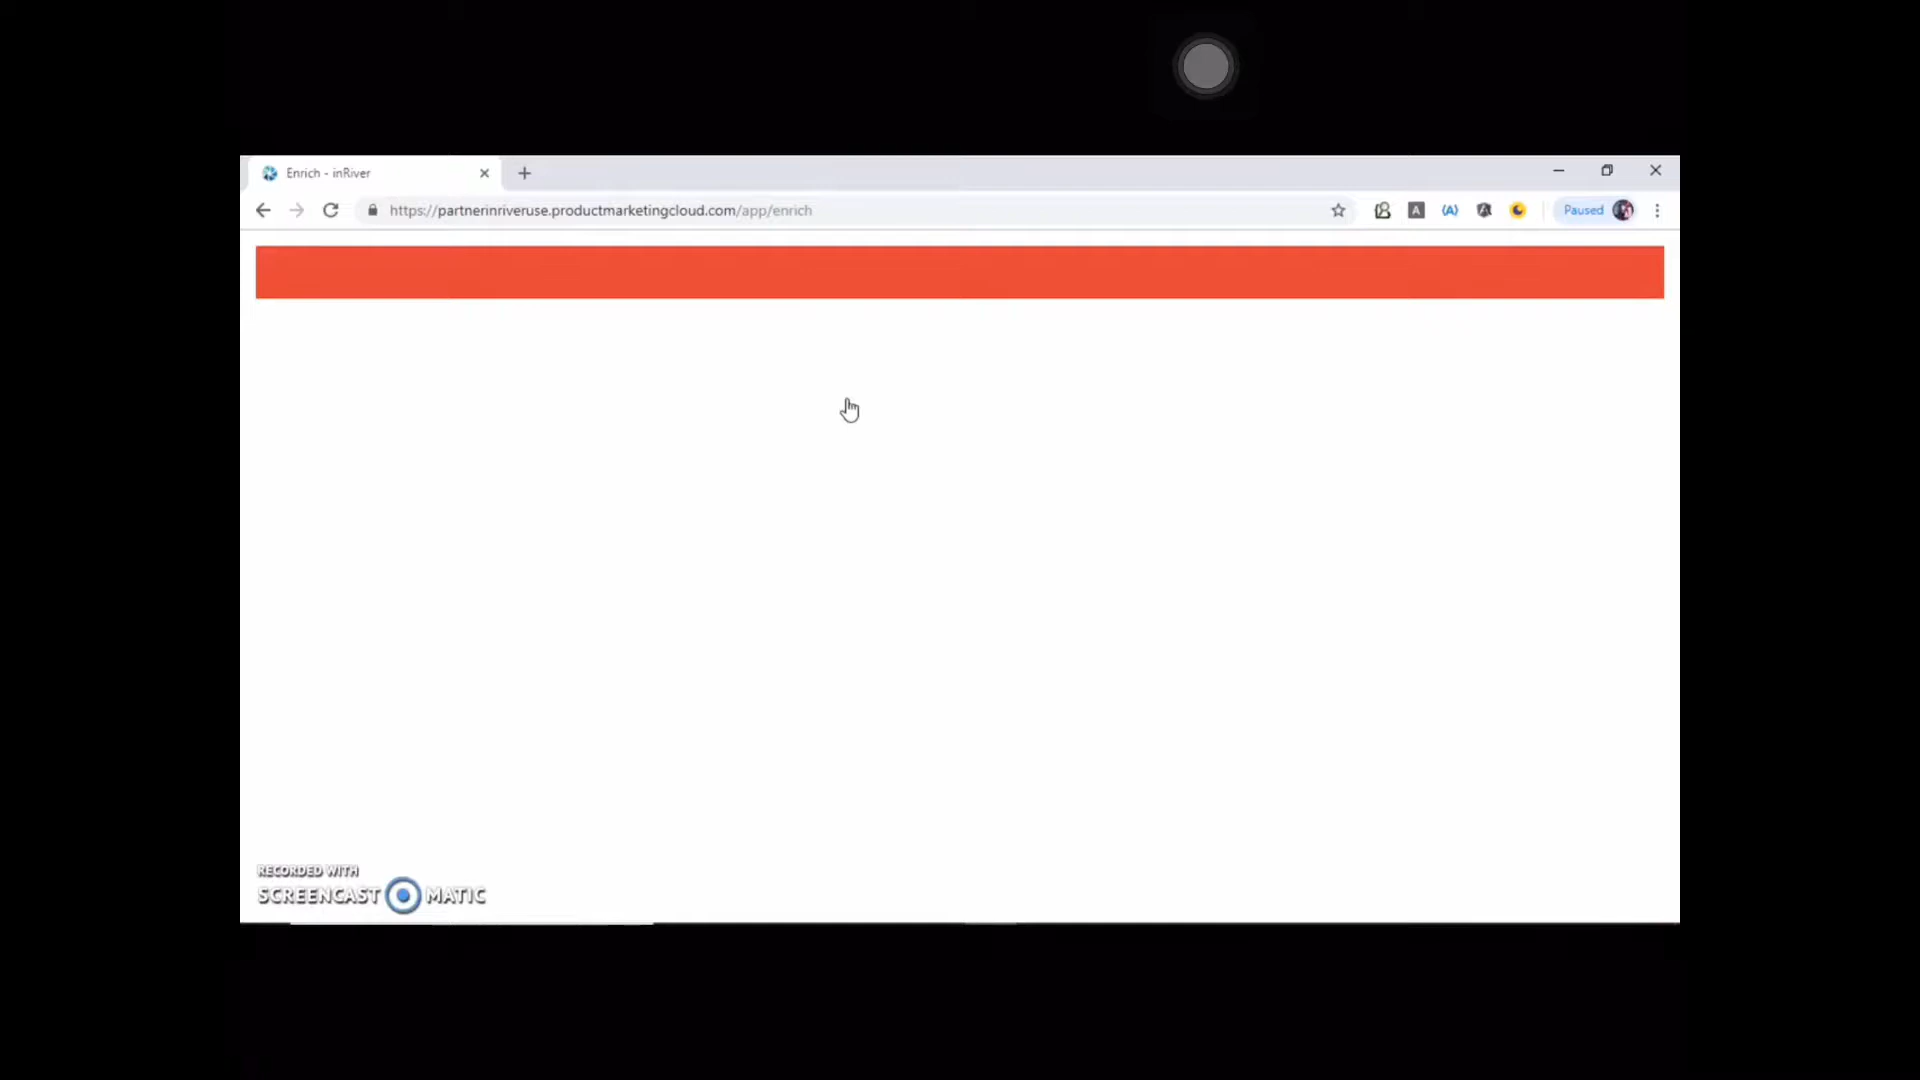 Enrich - inRiver
https://partnerinriveruse.productmarketingcloud.com/app/enrich
A
(A)
Paused
RECORDED WITH
SCREENCAST MATIC